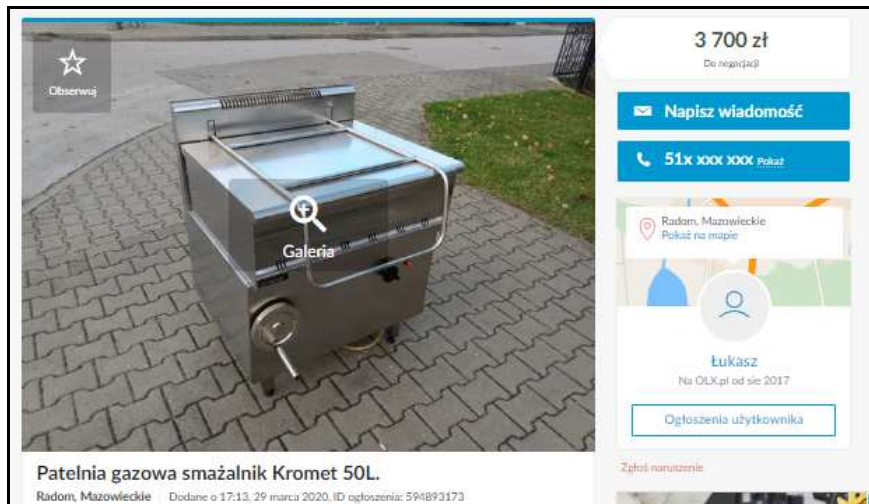 Obserwuj
Galeria
Patelnia gazowa smażalnik Kromet 50L.
Radom, Mazowieckie Dodane o 17:13, 29 marca 2020, ID ogłoszenia: 594893173
3 700 zł
Do negocjacji
Napisz wiadomość
51x xxx xxx Pokaż
Radom, Mazowieckie
Pokaż na mapie
Łukasz
Na OLX.pl od sie 2017
Ogłoszenia użytkownika
Zgłoś naruszenie